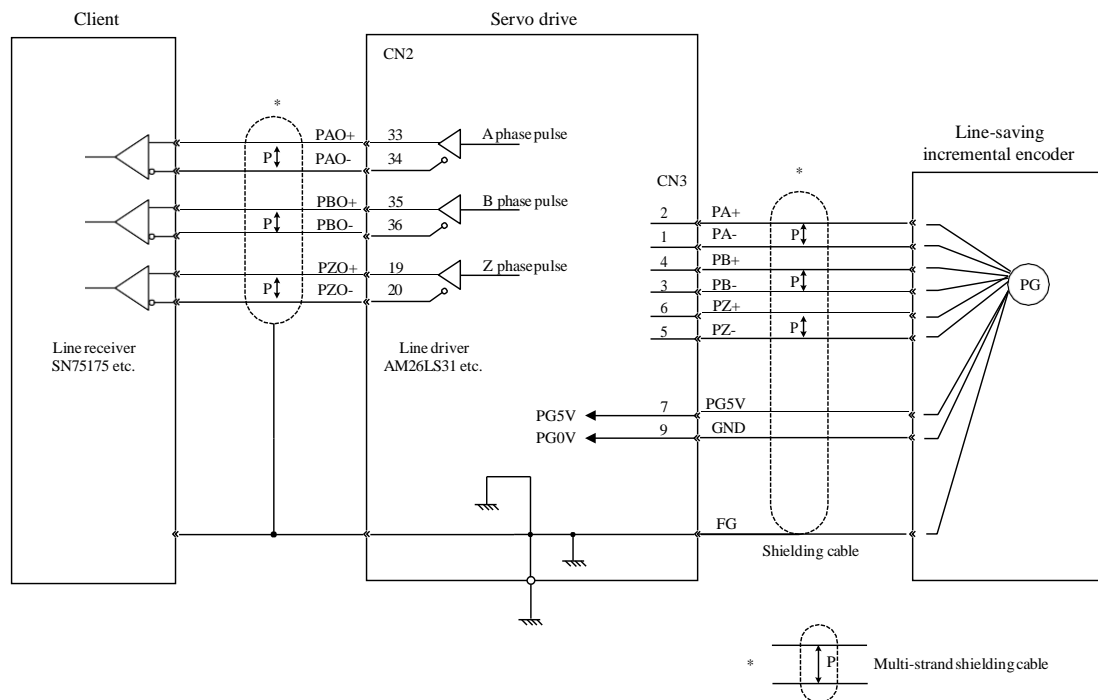 Client
Servo drive
CN2
*
PAO+ 33 A phase pulse
P
PAO- 34
PBO+ 35 B phase pulse
P
PBO- 36
PZO+ 19 Z phase pulse
P
PZO- 20
Line receiver
SN75175 etc.
Line driver
AM26LS31 etc.
Line-saving
incremental encoder
*
CN3
2 PA+
P
1 PA-
4 PB+
P
3 PB-
6 PZ+
P
5 PZ-
PG
PG5V 7 PG5V
PG0V 9 GND
FG
Shielding cable
* P Multi-strand shielding cable